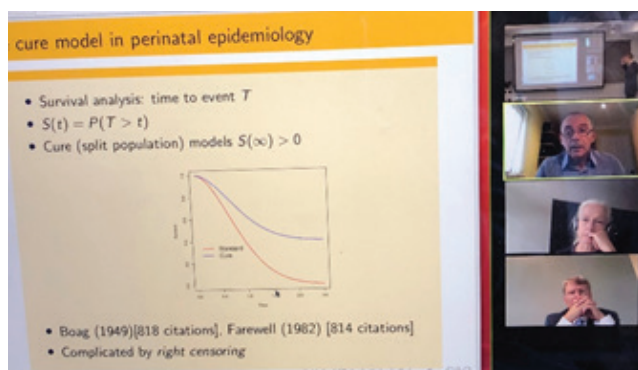 cure model in perinatal epidemiology
• Survival analysis: time to event T
• S(t) = P(T > t)
• Cure (split population) models S(∞) > 0
Standard
Cure
• Boag (1949)[818 citations], Farewell (1982) [814 citations]
• Complicated by right censoring